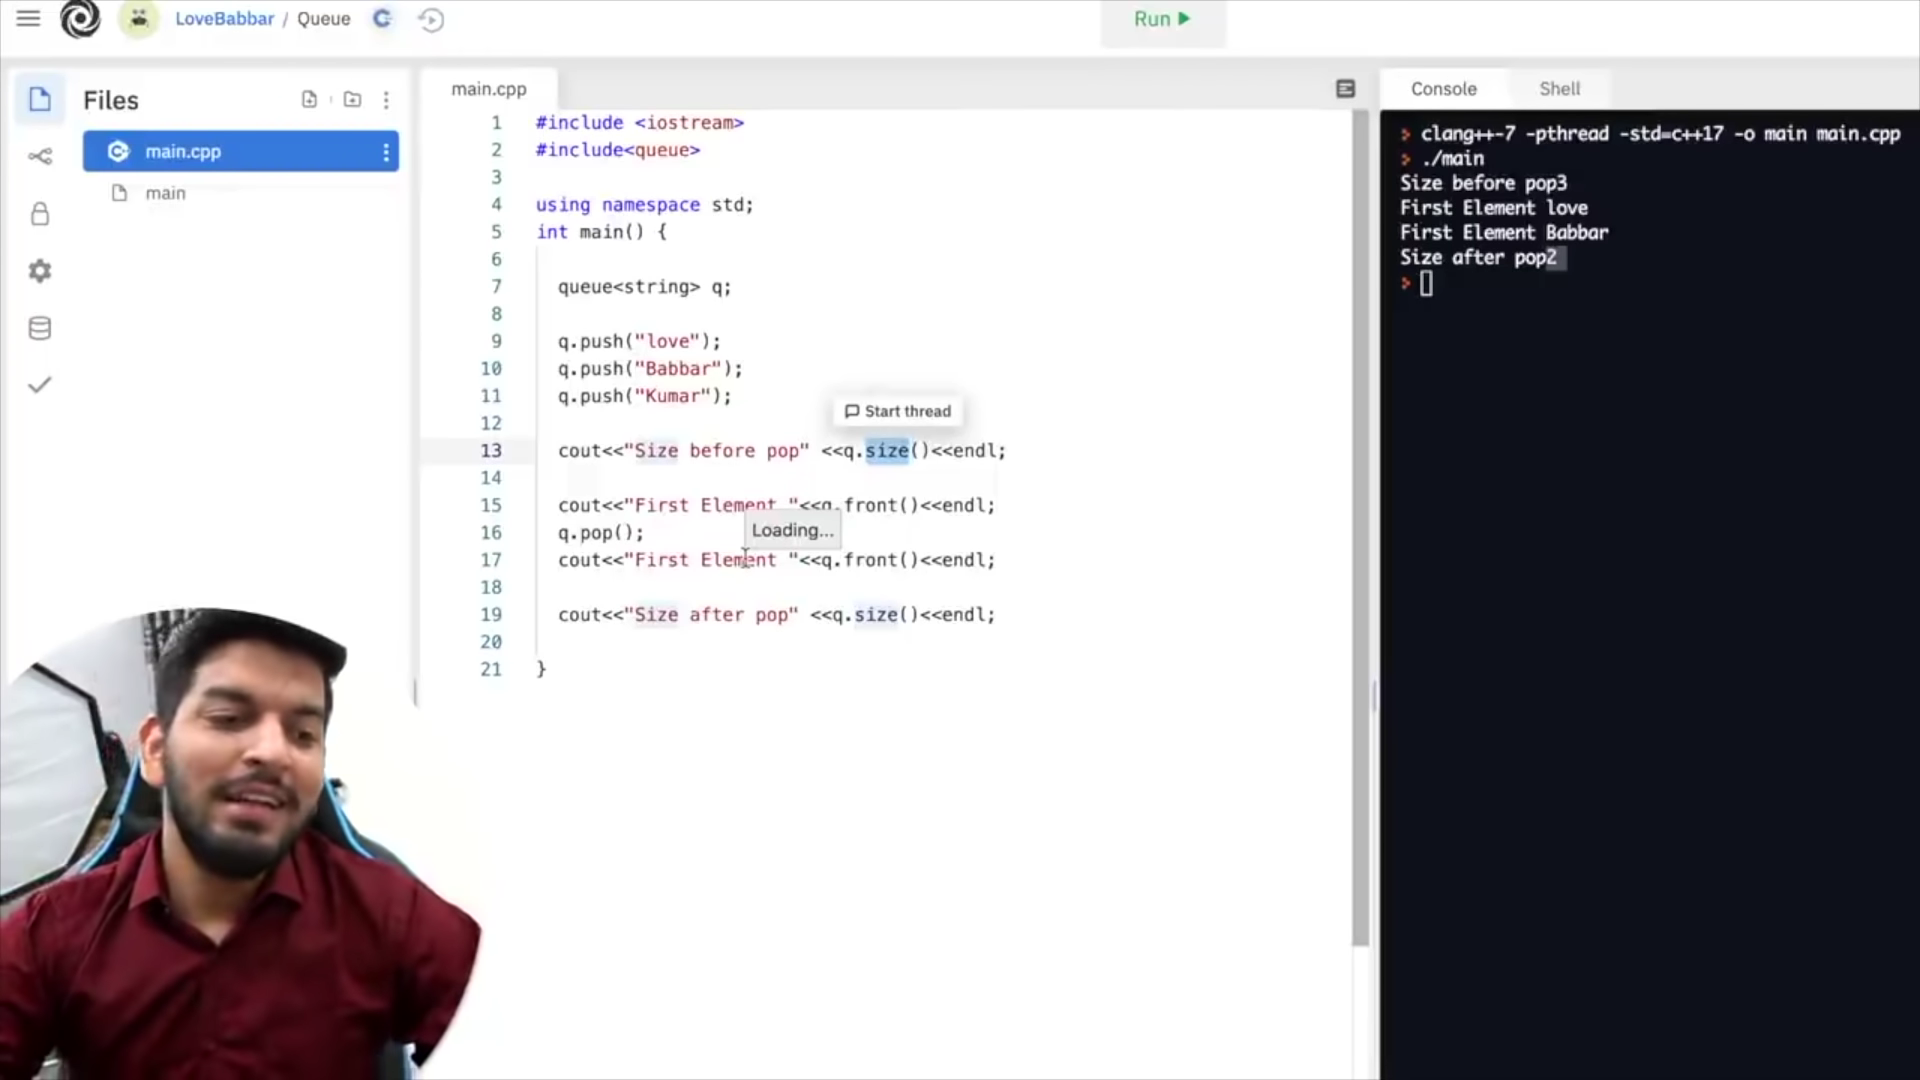 LoveBabbar / Queue
Run
Files
main.cpp
main
main.cpp
1 #include <iostream>
2 #include<queue>
3
4 using namespace std;
5 int main() {
6
7 queue<string> q;
8
9 q.push("love");
10 q.push("Babbar");
11 q.push("Kumar");
Start thread
12
13 cout<<"Size before pop" <<q.size()<<endl;
14
15 cout<<"First Element "<<q.front()<<endl;
Loading...
16 q.pop();
17 cout<<"First Element "<<q.front()<<endl;
18
19 cout<<"Size after pop" <<q.size()<<endl;
20
21 }
Console Shell
> clang++-7 -pthread -std=c++17 -o main main.cpp
> ./main
Size before pop3
First Element love
First Element Babbar
Size after pop2
>